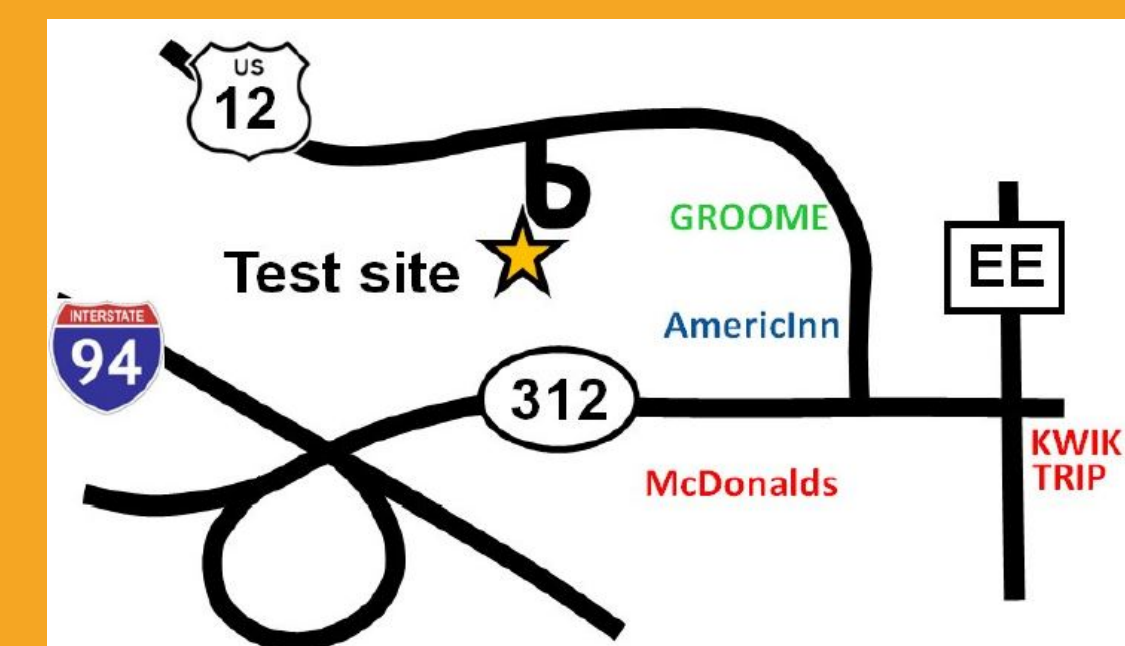 US
12
GROOME
EE
Test site
INTERSTATE
94
AmericInn
312
KWIK
TRIP
McDonalds